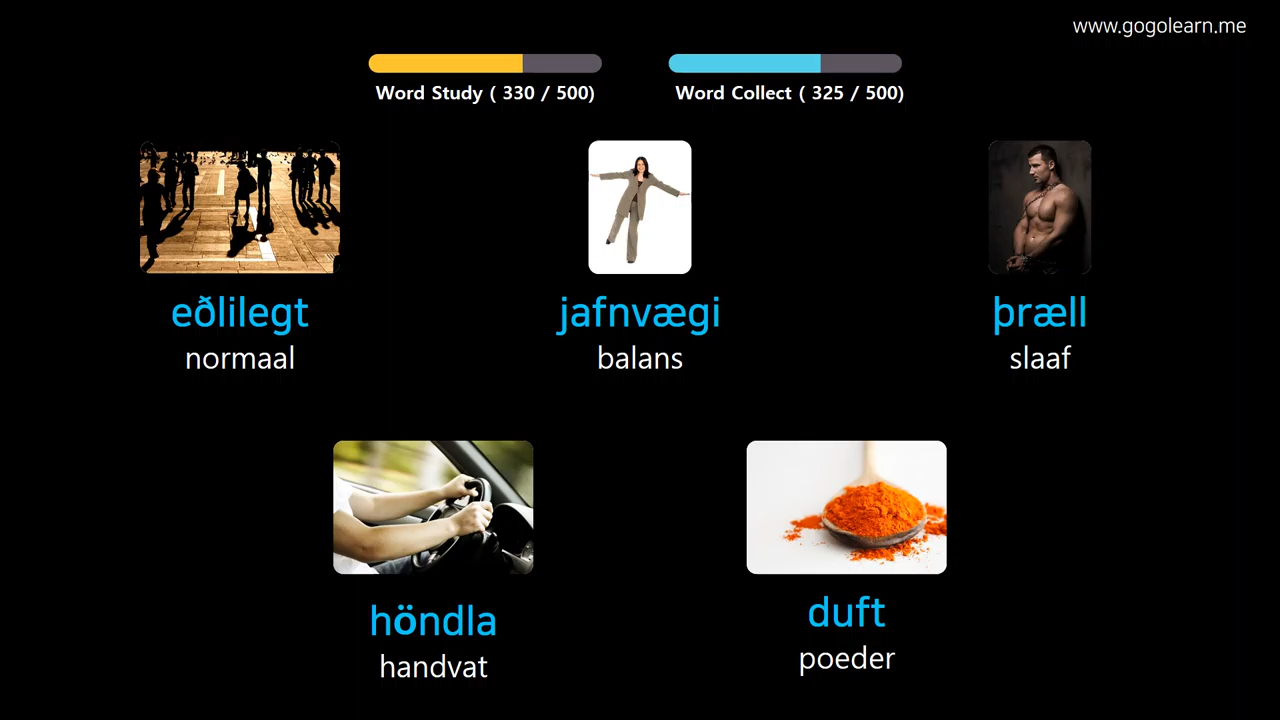 www.gogolearn.me
Word Study ( 330 / 500)
Word Collect ( 325 / 500)
eðlilegt
normaal
jafnvægi
balans
þræll
slaaf
höndla
handvat
duft
poeder